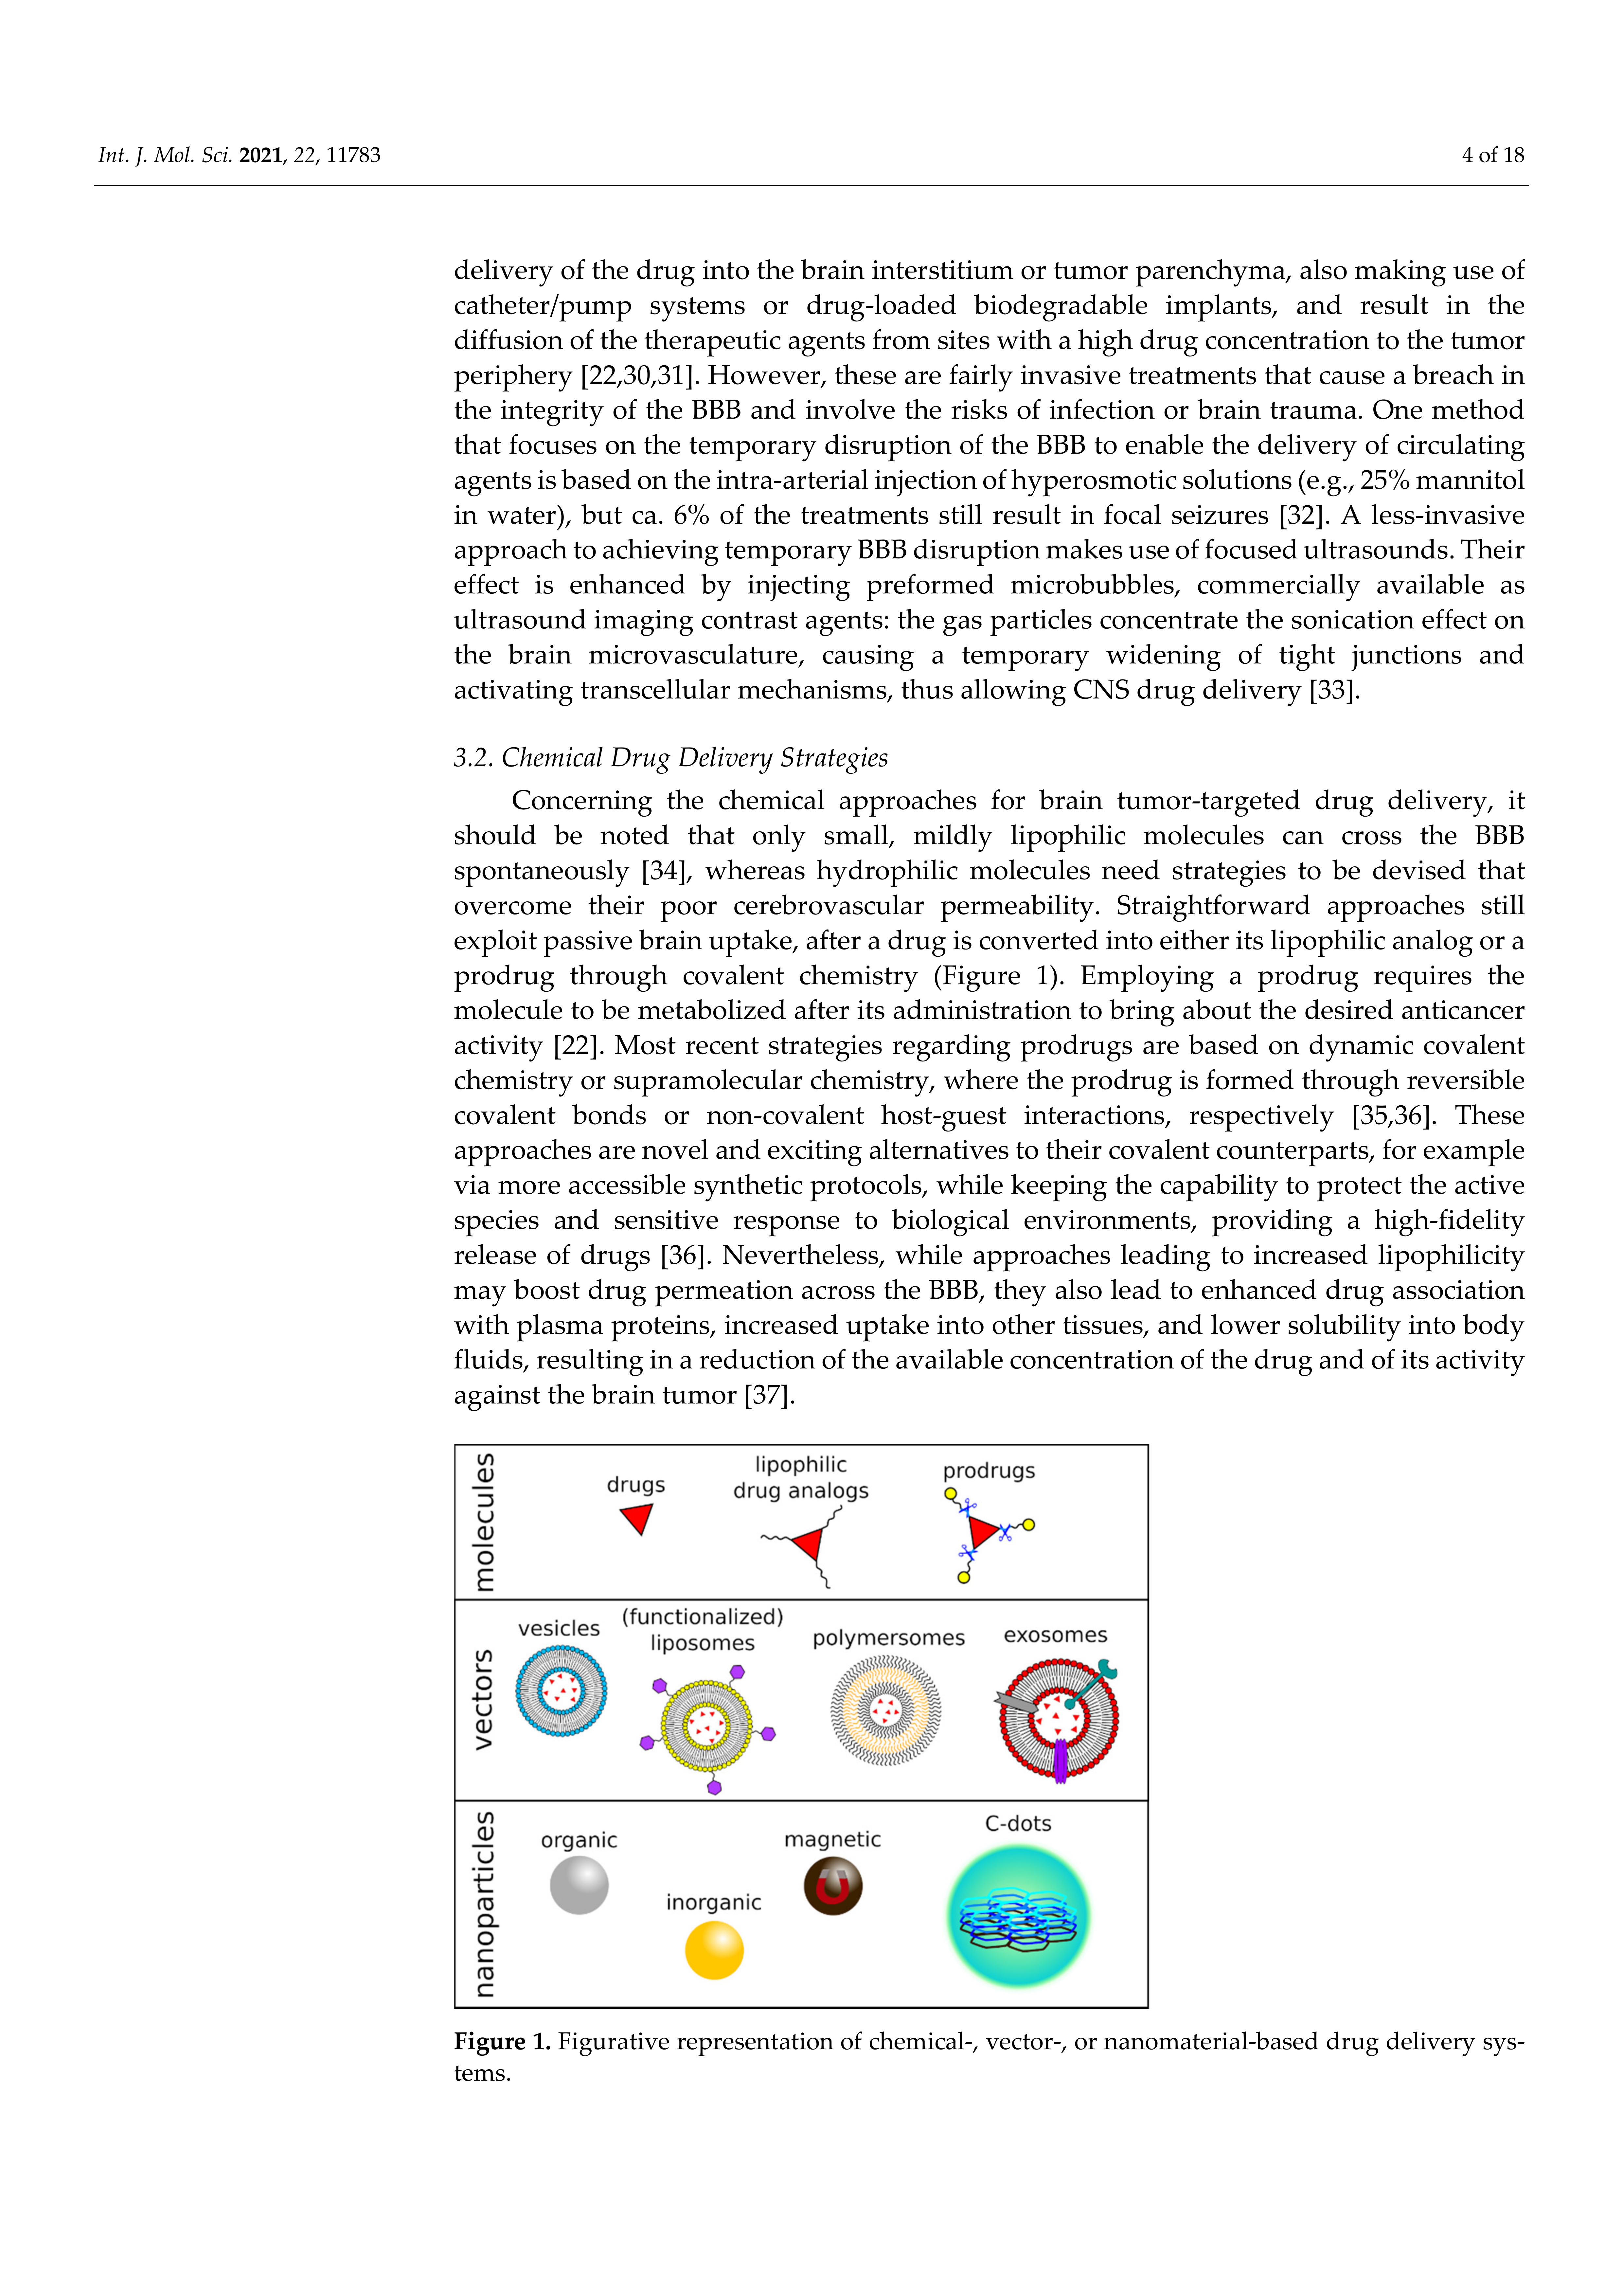 Int. J. Mol. Sci. 2021, 22, 11783
4 of 18
delivery of the drug into the brain interstitium or tumor parenchyma, also making use of
catheter/pump systems or drug-loaded biodegradable implants, and result in the
diffusion of the therapeutic agents from sites with a high drug concentration to the tumor
periphery [22,30,31]. However, these are fairly invasive treatments that cause a breach in
the integrity of the BBB and involve the risks of infection or brain trauma. One method
that focuses on the temporary disruption of the BBB to enable the delivery of circulating
agents is based on the intra-arterial injection of hyperosmotic solutions (e.g., 25% mannitol
in water), but ca. 6% of the treatments still result in focal seizures [32]. A less-invasive
approach to achieving temporary BBB disruption makes use of focused ultrasounds. Their
effect is enhanced by injecting preformed microbubbles, commercially available as
ultrasound imaging contrast agents: the gas particles concentrate the sonication effect on
the brain microvasculature, causing a temporary widening of tight junctions and
activating transcellular mechanisms, thus allowing CNS drug delivery [33].
3.2. Chemical Drug Delivery Strategies
Concerning the chemical approaches for brain tumor-targeted drug delivery, it
should be noted that only small, mildly lipophilic molecules can cross the BBB
spontaneously [34], whereas hydrophilic molecules need strategies to be devised that
overcome their poor cerebrovascular permeability. Straightforward approaches still
exploit passive brain uptake, after a drug is converted into either its lipophilic analog or a
prodrug through covalent chemistry (Figure 1). Employing a prodrug requires the
molecule to be metabolized after its administration to bring about the desired anticancer
activity [22]. Most recent strategies regarding prodrugs are based on dynamic covalent
chemistry or supramolecular chemistry, where the prodrug is formed through reversible
covalent bonds or non-covalent host-guest interactions, respectively [35,36]. These
approaches are novel and exciting alternatives to their covalent counterparts, for example
via more accessible synthetic protocols, while keeping the capability to protect the active
species and sensitive response to biological environments, providing a high-fidelity
release of drugs [36]. Nevertheless, while approaches leading to increased lipophilicity
may boost drug permeation across the BBB, they also lead to enhanced drug association
with plasma proteins, increased uptake into other tissues, and lower solubility into body
fluids, resulting in a reduction of the available concentration of the drug and of its activity
against the brain tumor [37].
molecules
drugs
lipophilic
drug analogs
prodrugs
vectors
vesicles
(functionalized)
liposomes
polymersomes
exosomes
nanoparticles
organic
inorganic
magnetic
C-dots
Figure 1. Figurative representation of chemical-, vector-, or nanomaterial-based drug delivery sys-
tems.